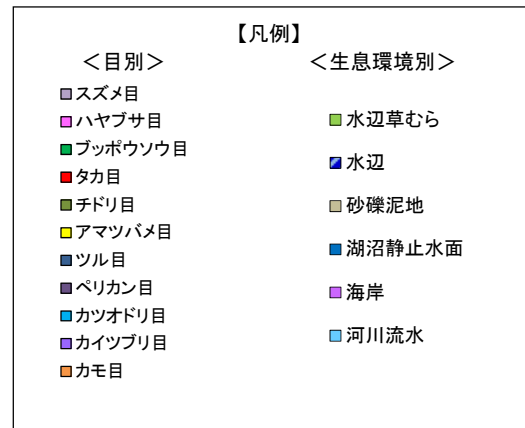 【凡例】
＜目別＞
スズメ目
ハヤブサ目
ブッポウソウ目
タカ目
チドリ目
アマツバメ目
ツル目
ペリカン目
カツオドリ目
カイツブリ目
カモ目
＜生息環境別＞
水辺草むら
水辺
砂礫泥地
湖沼静止水面
海岸
河川流水